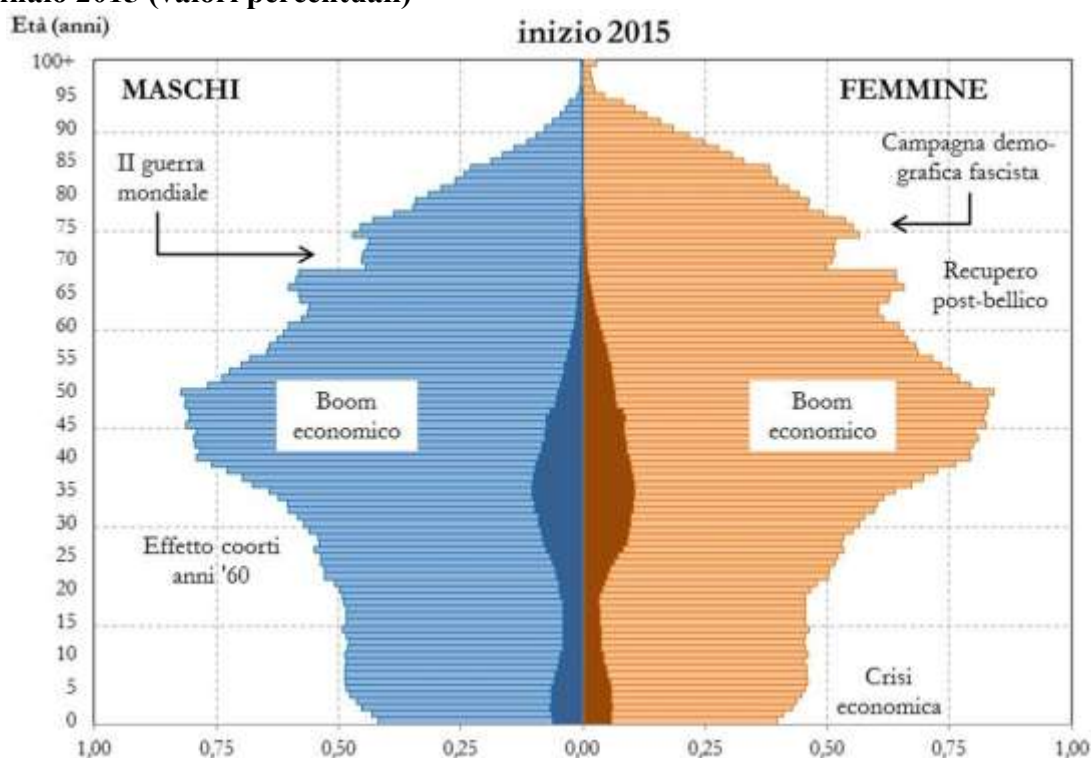 Età (anni)
inizio 2015
100+
95
90
85
80
75
70
65
60
55
50
45
40
35
30
25
20
15
10
5
0
MASCHI
FEMMINE
II guerra
mondiale
Campagna demo-
grafica fascista
Recupero
post-bellico
Boom
economico
Boom
economico
Effetto coorti
anni '60
Crisi
economica
1,00
0,75
0,50
0,25
0,00
0,25
0,50
0,75
1,00